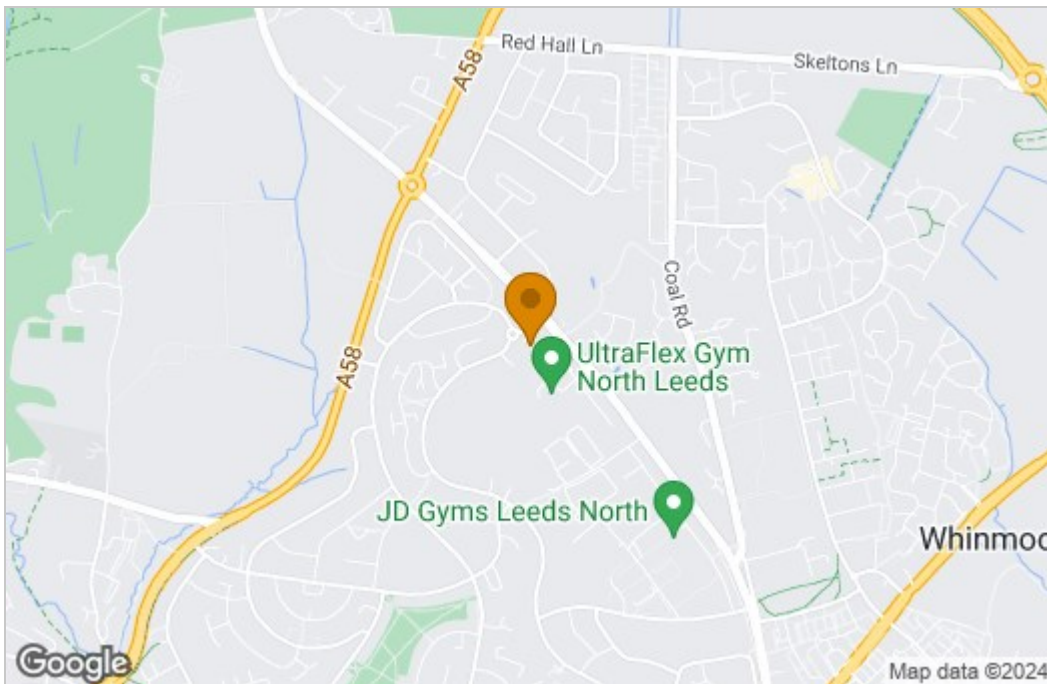 Red Hall Ln
Skeltons Ln
A58
Coal Rd
A58
UltraFlex Gym
North Leeds
JD Gyms Leeds North
Whinmoo
Google
Map data ©2024